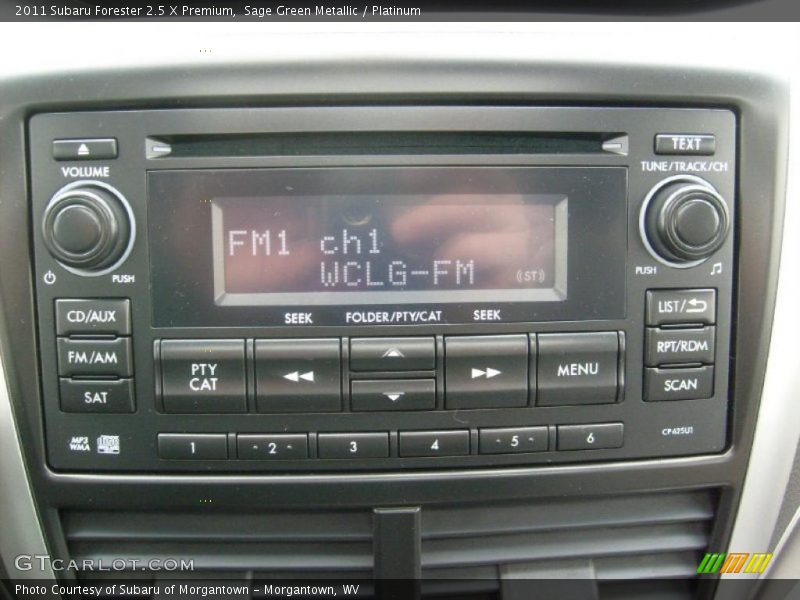 2011 Subaru Forester 2.5 X Premium,  Sage Green Metallic / Platinum
TEXT
VOLUME
TUNE/TRACK/CH
FM1 ch1
WCLG-FM
((ST))
PUSH
PUSH
SEEK
FOLDER/PTY/CAT
SEEK
CD/AUX
LIST/
FM/AM
RPT/RDM
SAT
SCAN
PTY
CAT
MENU
MP3
WMA
1
2
3
4
5
6
CP625U1
GTCARLOT.COM
Photo Courtesy of Subaru of Morgantown - Morgantown, WV